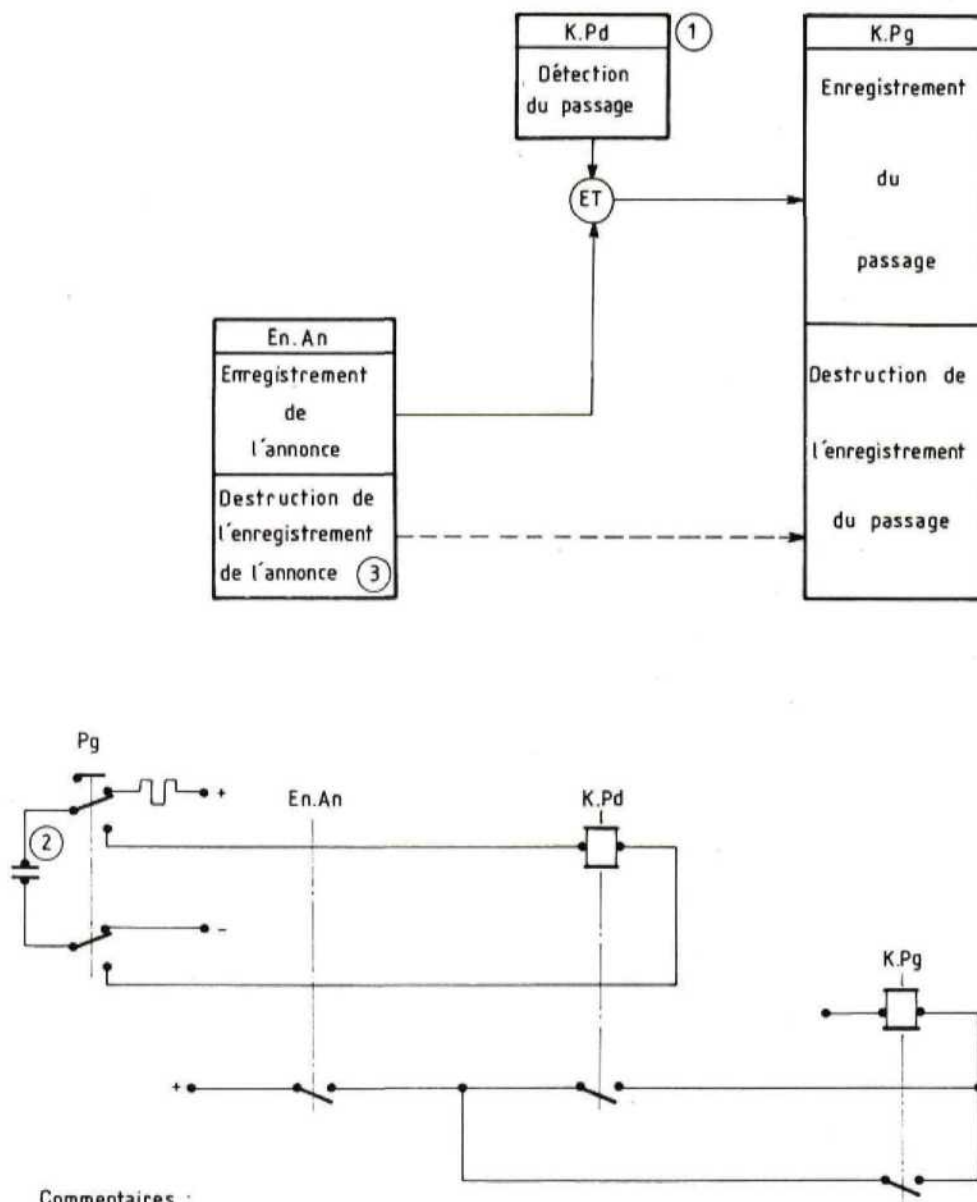 K.Pd
1
Détection
du passage
ET
K.Pg
Enregistrement
du
passage
Destruction de
l'enregistrement
du passage
En.An
Enregistrement
de
l'annonce
Destruction de
l'enregistrement
de l'annonce
3
Pg
+
2
-
En.An
K.Pd
K.Pg
+
Commentaires :